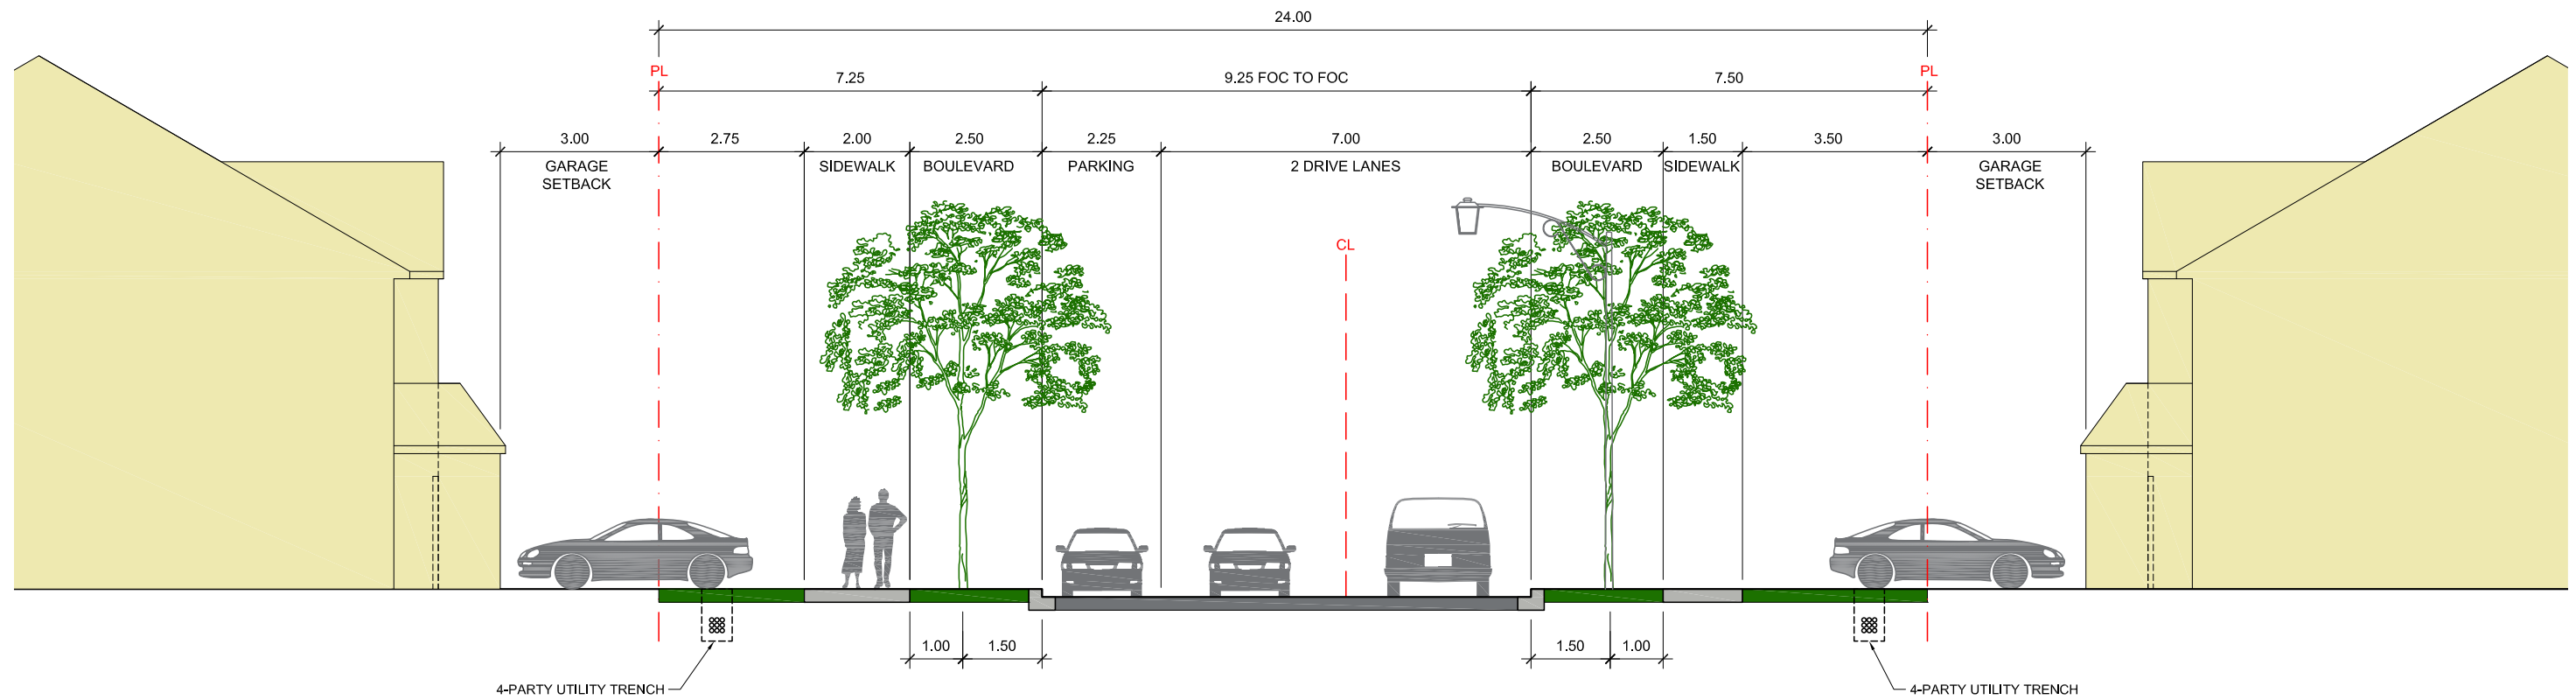 24.00
PL
7.25
9.25 FOC TO FOC
7.50
PL
3.00
2.75
2.00
2.50
2.25
7.00
2.50
1.50
3.50
3.00
GARAGE
SETBACK
SIDEWALK
BOULEVARD
PARKING
2 DRIVE LANES
BOULEVARD
SIDEWALK
GARAGE
SETBACK
CL
1.00
1.50
1.50
1.00
4-PARTY UTILITY TRENCH
4-PARTY UTILITY TRENCH